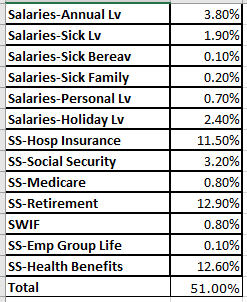 Salaries-Annual Lv 3.80%
Salaries-Sick Lv 1.90%
Salaries-Sick Bereav 0.10%
Salaries-Sick Family 0.20%
Salaries-Personal Lv 0.70%
Salaries-Holiday Lv 2.40%
SS-Hosp Insurance 11.50%
SS-Social Security 3.20%
SS-Medicare 0.80%
SS-Retirement 12.90%
SWIF 0.80%
SS-Emp Group Life 0.10%
SS-Health Benefits 12.60%
Total 51.00%